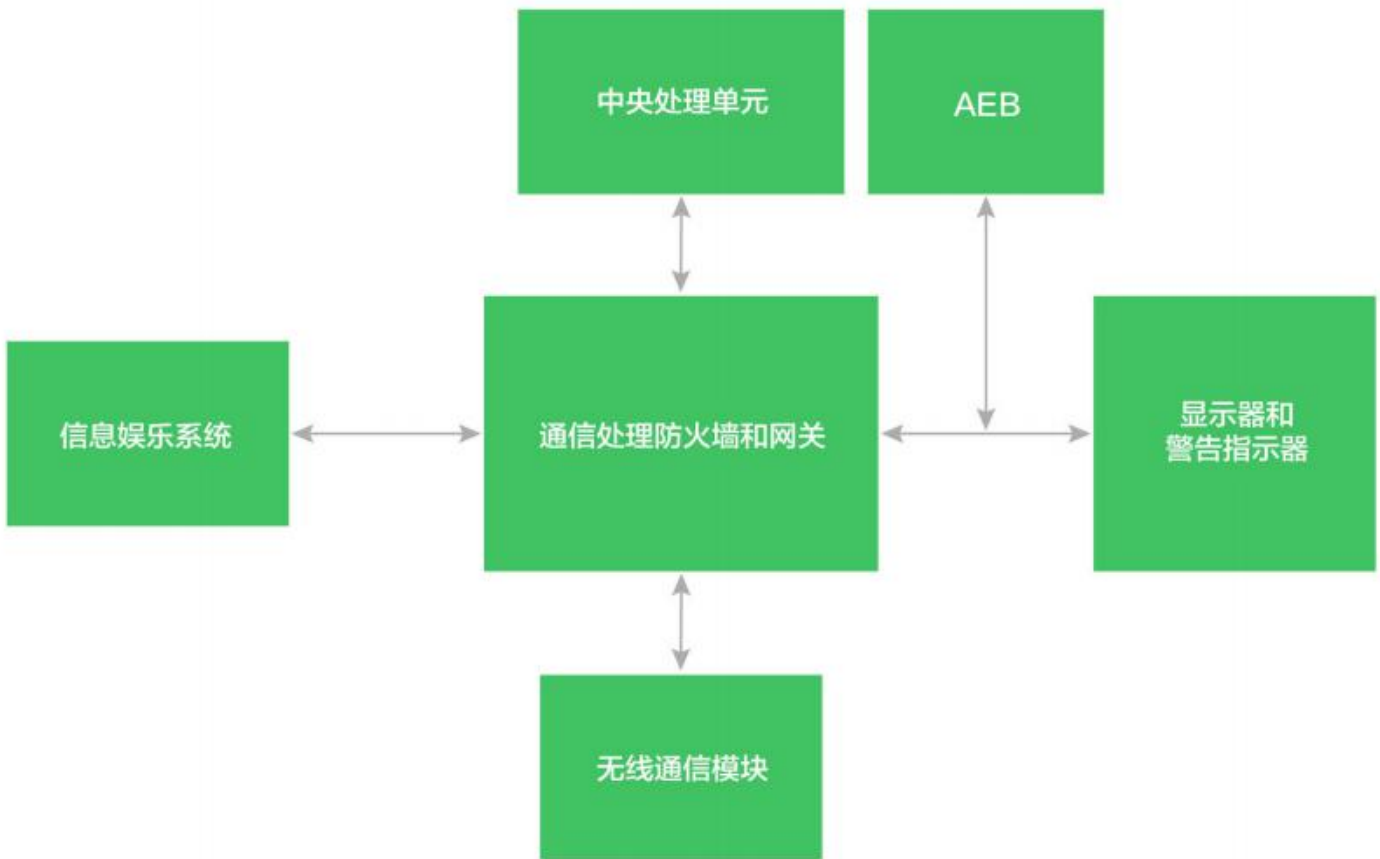 中央处理单元
AEB
信息娱乐系统
通信处理防火墙和网关
显示器和
警告指示器
无线通信模块